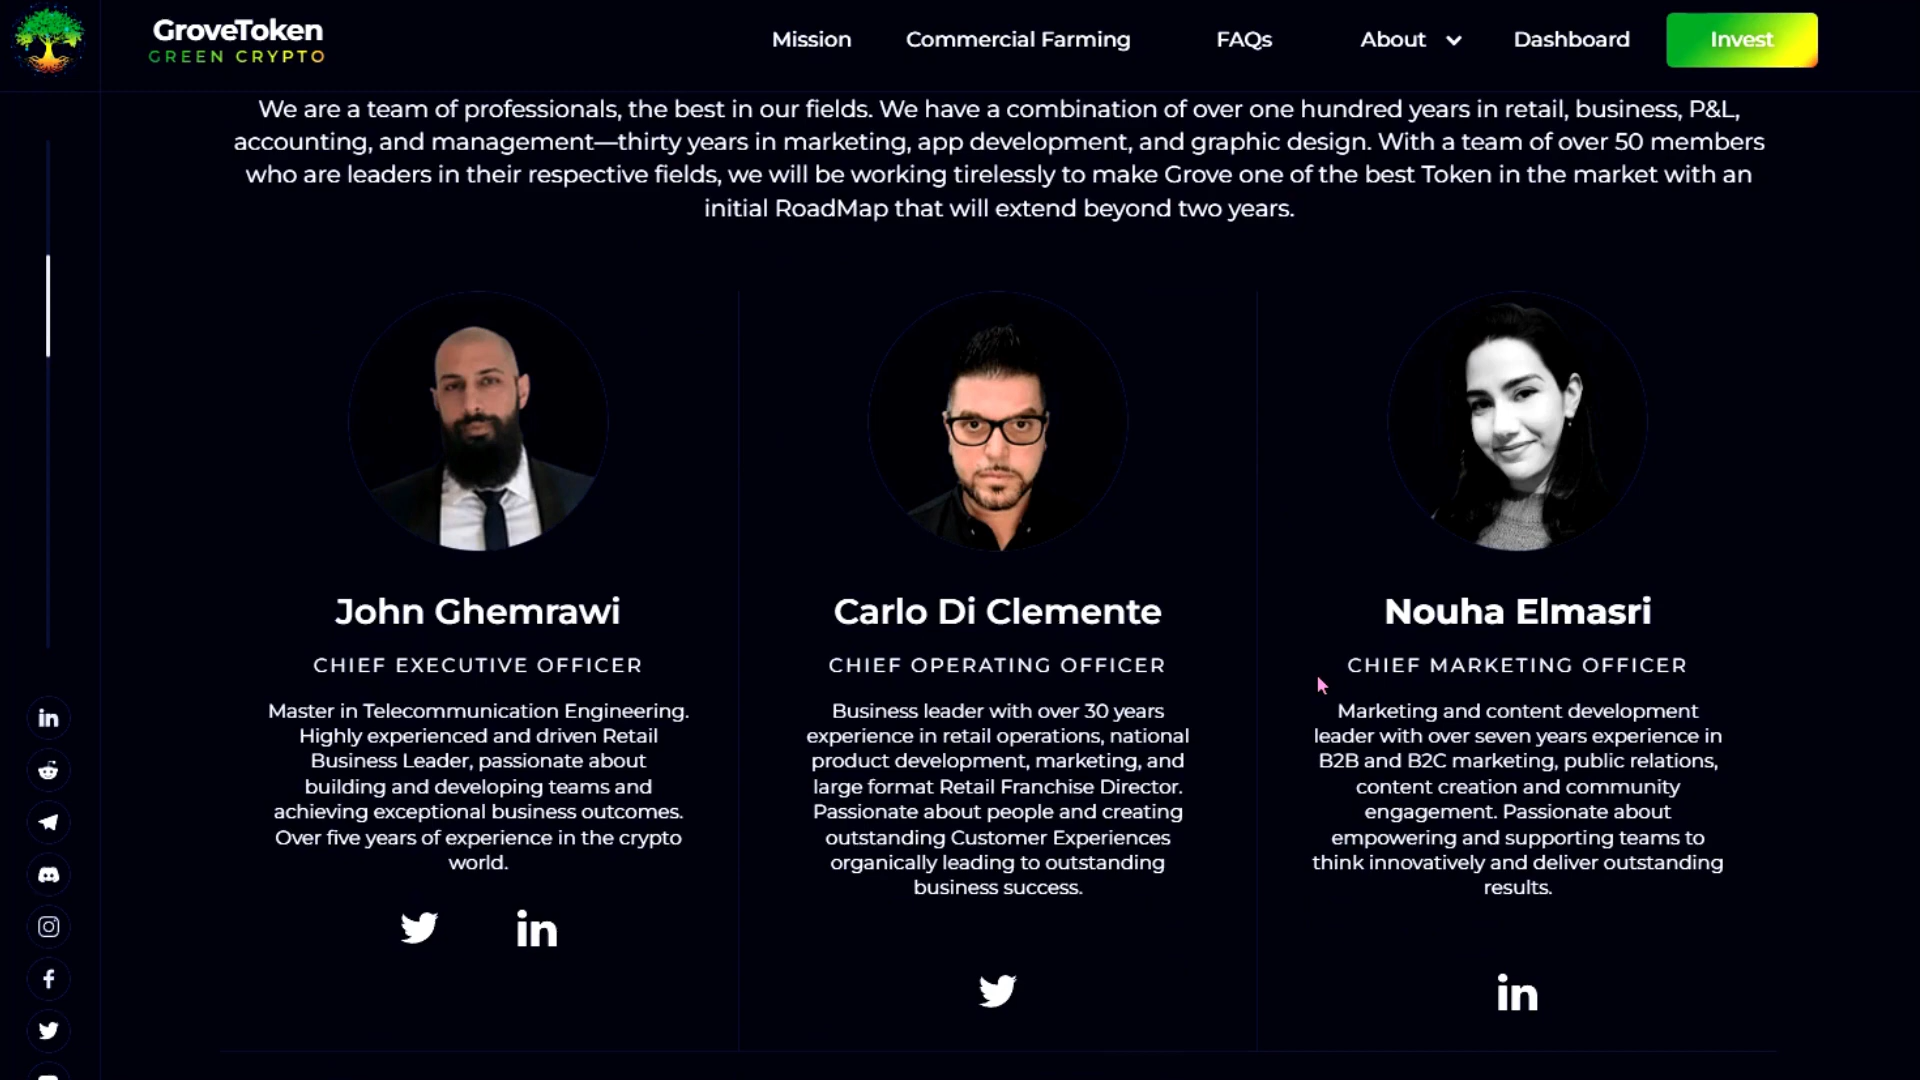 GroveToken
GREEN CRYPTO
Mission
Commercial Farming
FAQs
About
Dashboard
Invest
We are a team of professionals, the best in our fields. We have a combination of over one hundred years in retail, business, P&L,
accounting, and management—thirty years in marketing, app development, and graphic design. With a team of over 50 members
who are leaders in their respective fields, we will be working tirelessly to make Grove one of the best Token in the market with an
initial RoadMap that will extend beyond two years.
John Ghemrawi
CHIEF EXECUTIVE OFFICER
Master in Telecommunication Engineering.
Highly experienced and driven Retail
Business Leader, passionate about
building and developing teams and
achieving exceptional business outcomes.
Over five years of experience in the crypto
world.
in
Carlo Di Clemente
CHIEF OPERATING OFFICER
Business leader with over 30 years
experience in retail operations, national
product development, marketing, and
large format Retail Franchise Director.
Passionate about people and creating
outstanding Customer Experiences
organically leading to outstanding
business success.
Nouha Elmasri
CHIEF MARKETING OFFICER
Marketing and content development
leader with over seven years experience in
B2B and B2C marketing, public relations,
content creation and community
engagement. Passionate about
empowering and supporting teams to
think innovatively and deliver outstanding
results.
in
in